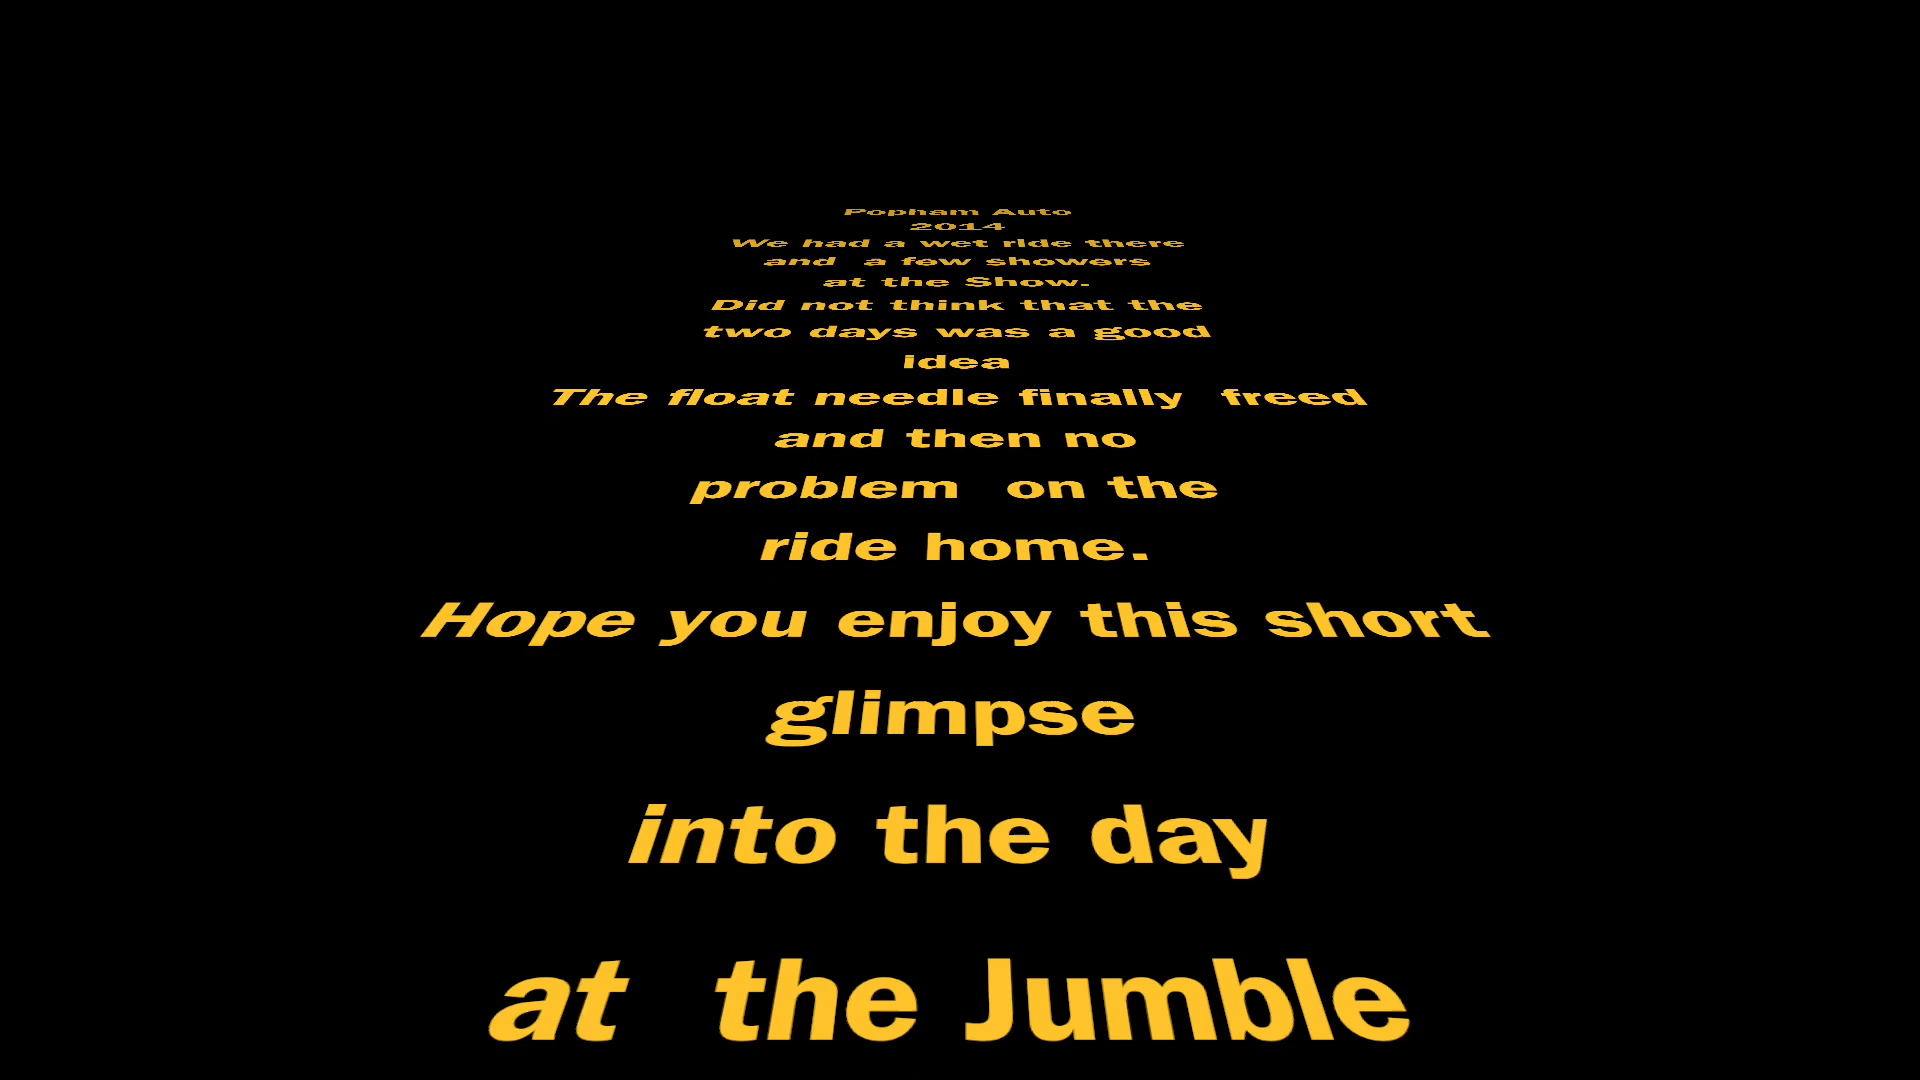 Popham Auto
2014
We had a wet ride there
and a few showers
at the Show.
Did not think that the
two days was a good
idea
The float needle finally freed
and then no
problem on the
ride home.
Hope you enjoy this short
glimpse
into the day
at the Jumble